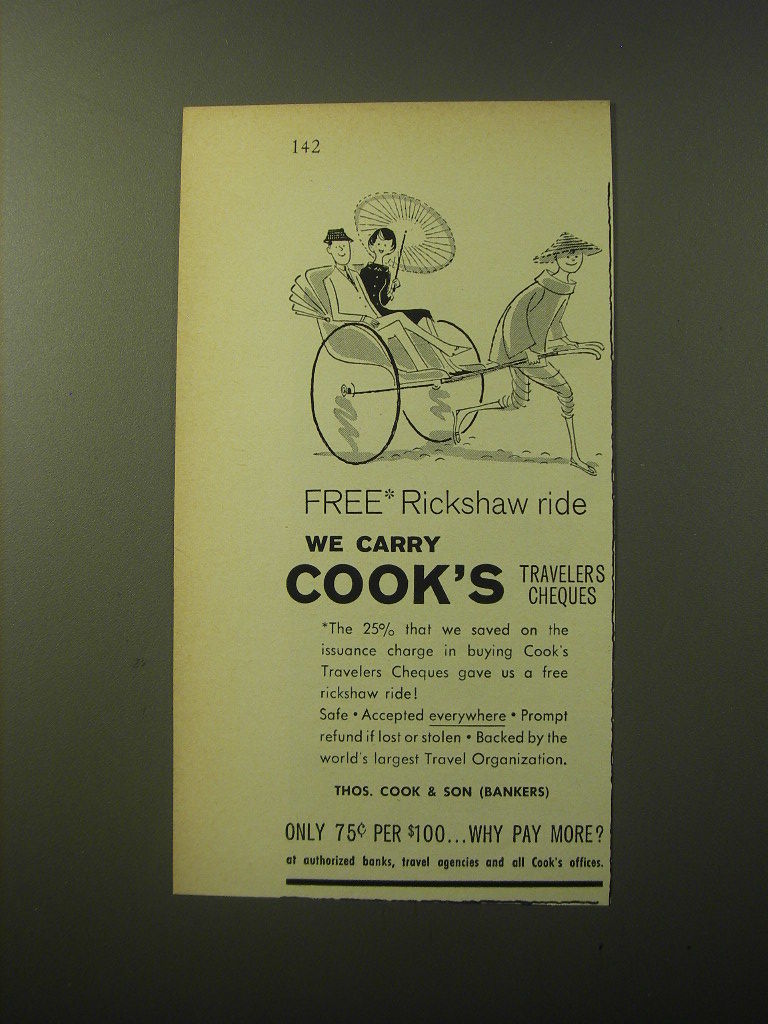 142
FREE* Rickshaw ride
WE CARRY
COOK'S TRAVELERS CHEQUES
*The 25% that we saved on the
issuance charge in buying Cook's
Travelers Cheques gave us a free
rickshaw ride!
Safe • Accepted everywhere • Prompt
refund if lost or stolen • Backed by the
world's largest Travel Organization.
THOS. COOK & SON (BANKERS)
ONLY 75¢ PER $100...WHY PAY MORE?
at authorized banks, travel agencies and all Cook's offices.